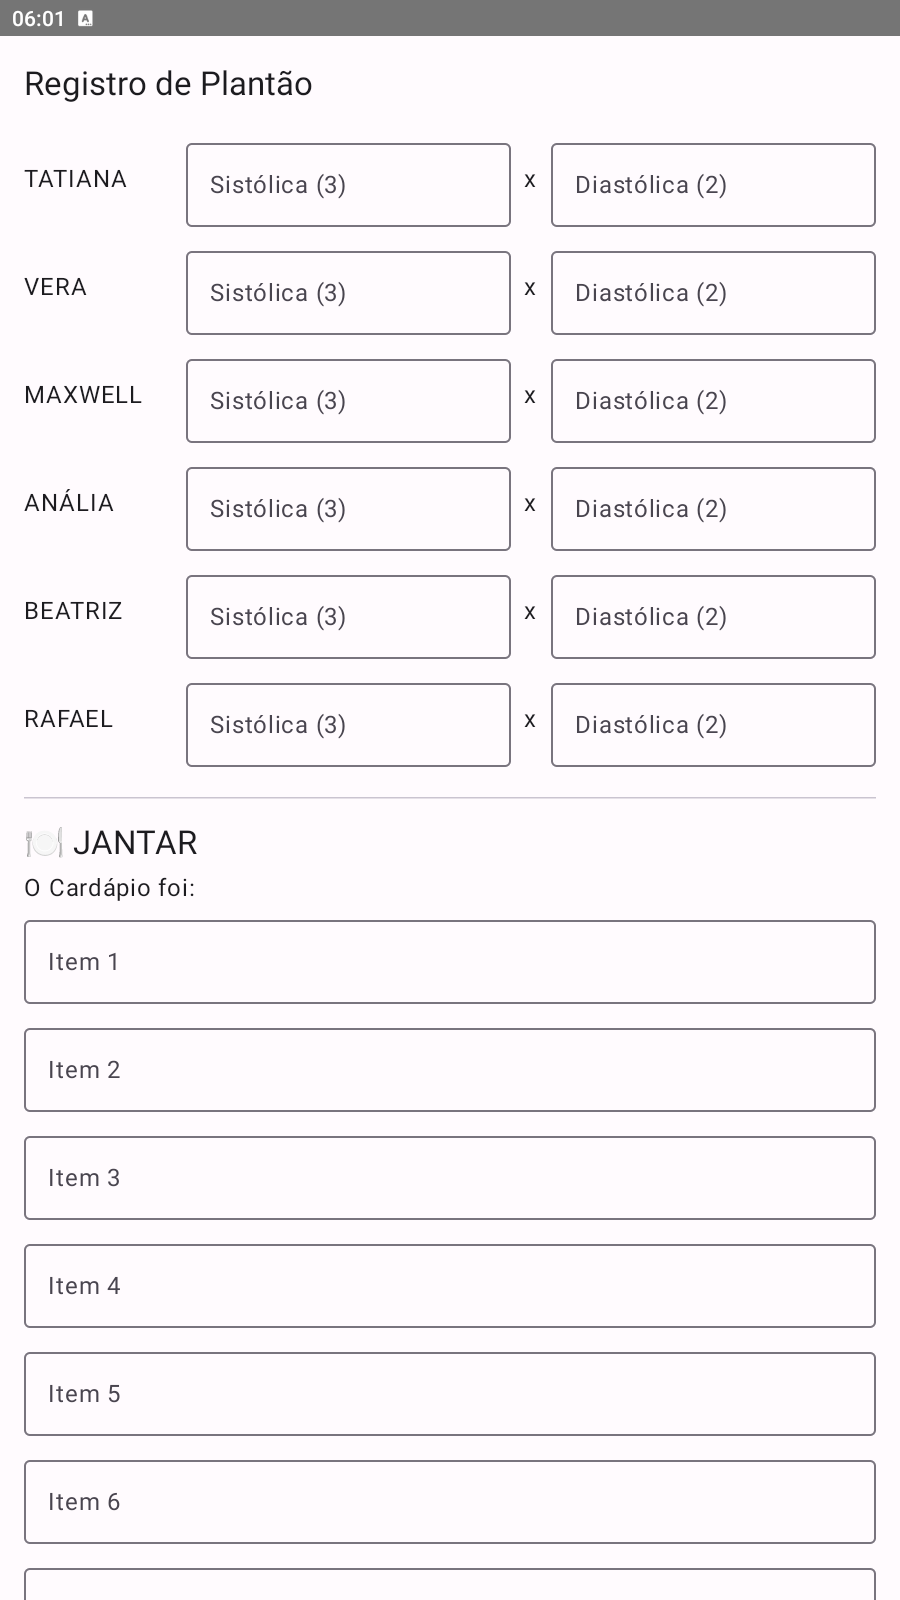 06:01
Registro de Plantão
TATIANA Sistólica (3) x Diastólica (2)
VERA Sistólica (3) x Diastólica (2)
MAXWELL Sistólica (3) x Diastólica (2)
ANÁLIA Sistólica (3) x Diastólica (2)
BEATRIZ Sistólica (3) x Diastólica (2)
RAFAEL Sistólica (3) x Diastólica (2)
🍽️ JANTAR
O Cardápio foi:
Item 1
Item 2
Item 3
Item 4
Item 5
Item 6